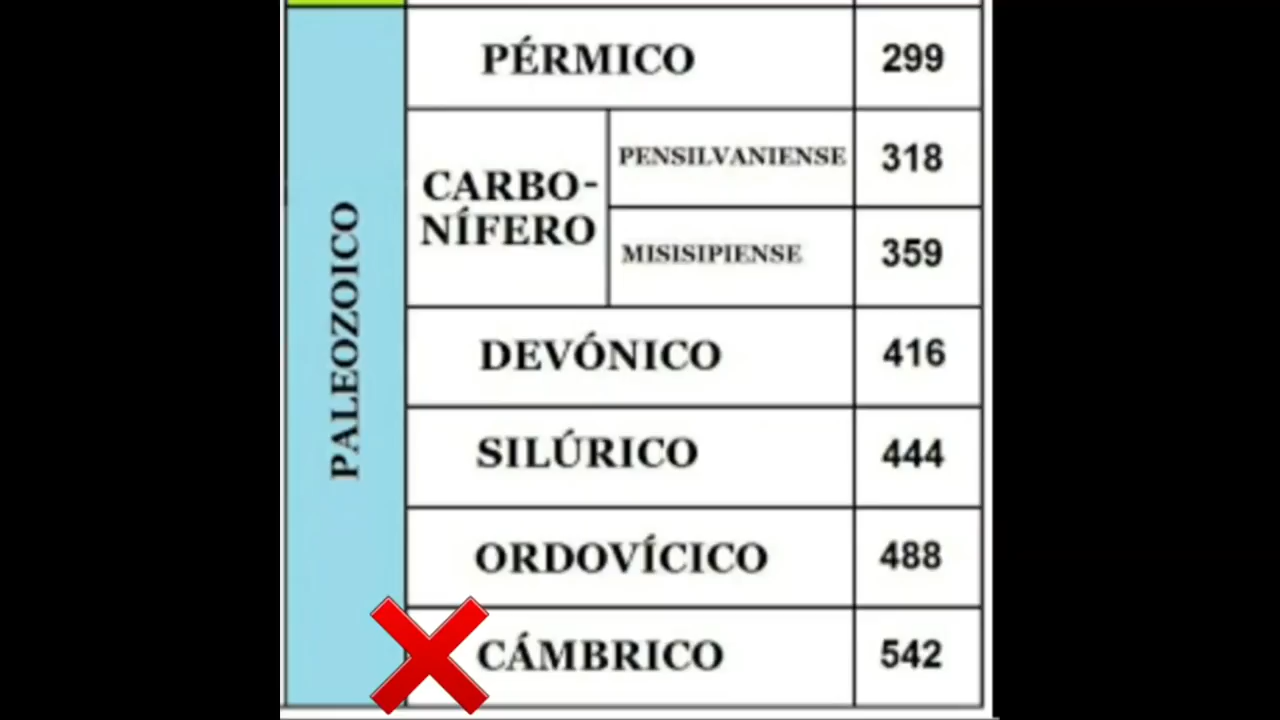 PALEOZOICO
PÉRMICO 299
CARBO-
NÍFERO
PENSILVANIENSE 318
MISISIPIENSE 359
DEVÓNICO 416
SILÚRICO 444
ORDOVÍCICO 488
CÁMBRICO 542